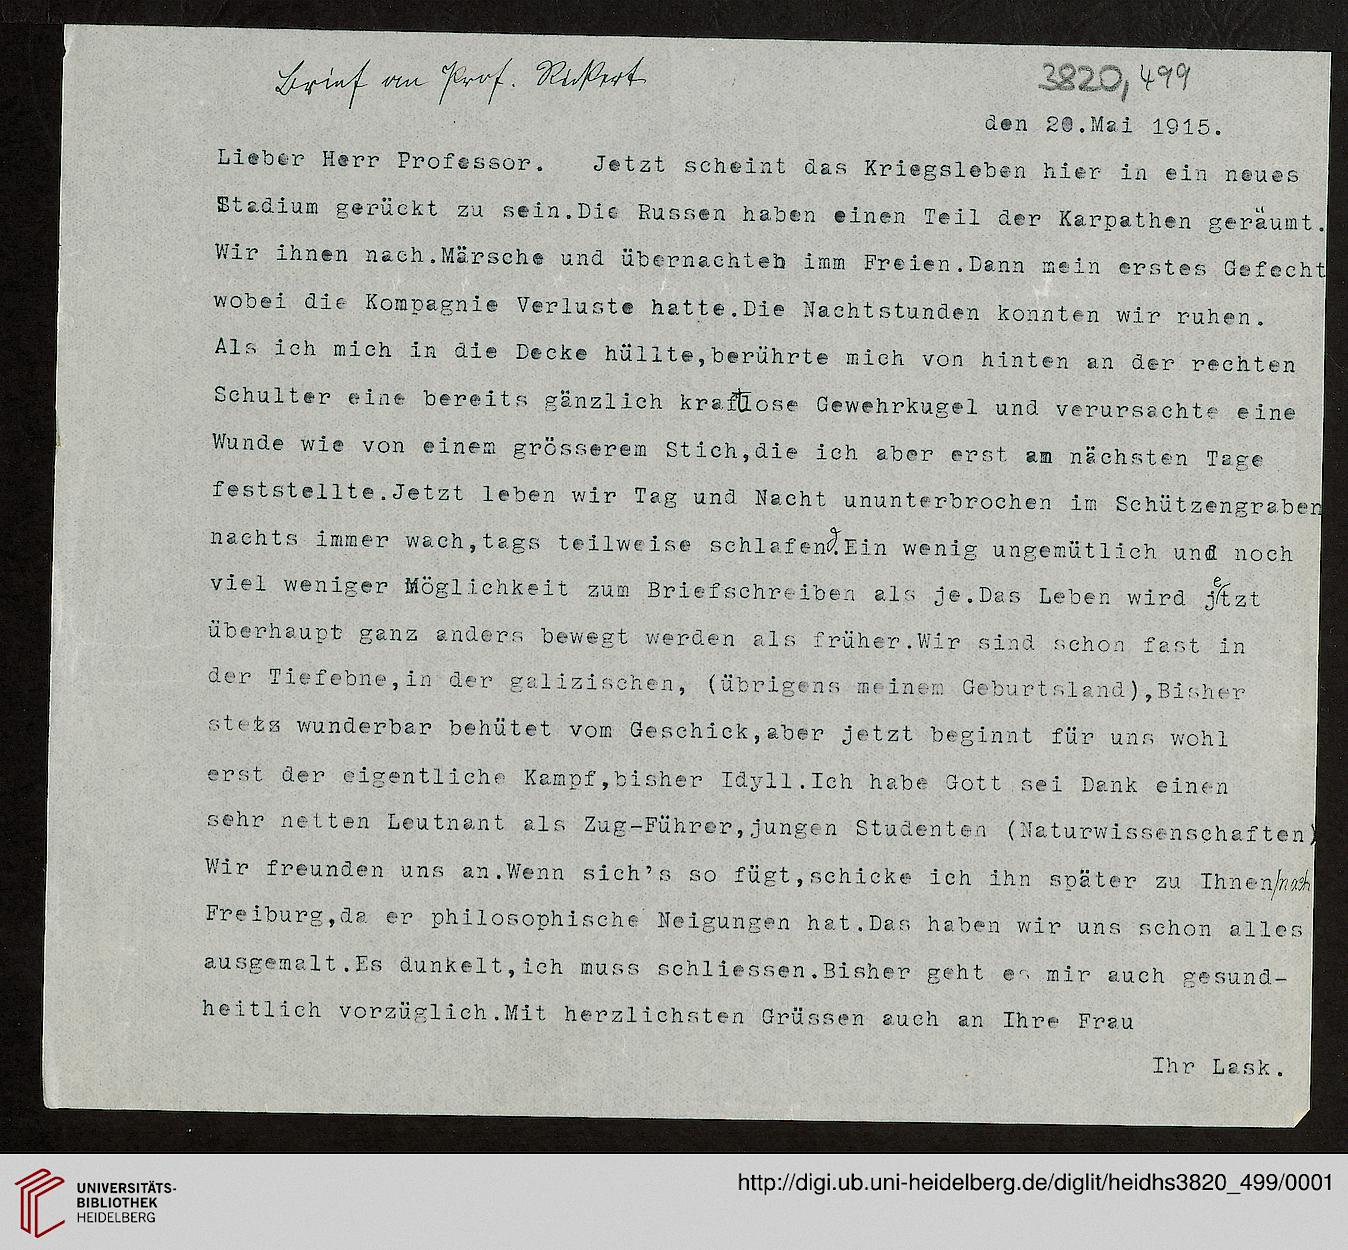 Brief an Prof. Rickert
3820, 499
den 20.Mai 1915.
Lieber Herr Professor. Jetzt scheint das Kriegsleben hier in ein neues
Stadium gerückt zu sein.Die Russen haben einen Teil der Karpathen geräumt.
Wir ihnen nach.Märsche und übernachteh imm Freien.Dann mein erstes Gefecht
wobei die Kompagnie Verluste hatte.Die Nachtstunden konnten wir ruhen.
Als ich mich in die Decke hüllte,berührte mich von hinten an der rechten
Schulter eine bereits gänzlich kraftlose Gewehrkugel und verursachte eine
Wunde wie von einem grösserem Stich,die ich aber erst am nächsten Tage
feststellte.Jetzt leben wir Tag und Nacht ununterbrochen im Schützengraben
nachts immer wach,tags teilweise schlafend.Ein wenig ungemütlich und noch
viel weniger Möglichkeit zum Briefschreiben als je.Das Leben wird jetzt
überhaupt ganz anders bewegt werden als früher.Wir sind schon fast in
der Tiefebne,in der galizischen, (übrigens meinem Geburtsland),Bisher
stets wunderbar behütet vom Geschick,aber jetzt beginnt für uns wohl
erst der eigentliche Kampf,bisher Idyll.Ich habe Gott sei Dank einen
sehr netten Leutnant als Zug-Führer,jungen Studenten (Naturwissenschaften)
Wir freunden uns an.Wenn sich's so fügt,schicke ich ihn später zu Ihnen/nach
Freiburg,da er philosophische Neigungen hat.Das haben wir uns schon alles
ausgemalt.Es dunkelt,ich muss schliessen.Bisher geht es mir auch gesund-
heitlich vorzüglich.Mit herzlichsten Grüssen auch an Ihre Frau
Ihr Lask.
UNIVERSITÄTS-
BIBLIOTHEK
HEIDELBERG
http://digi.ub.uni-heidelberg.de/diglit/heidhs3820_499/0001